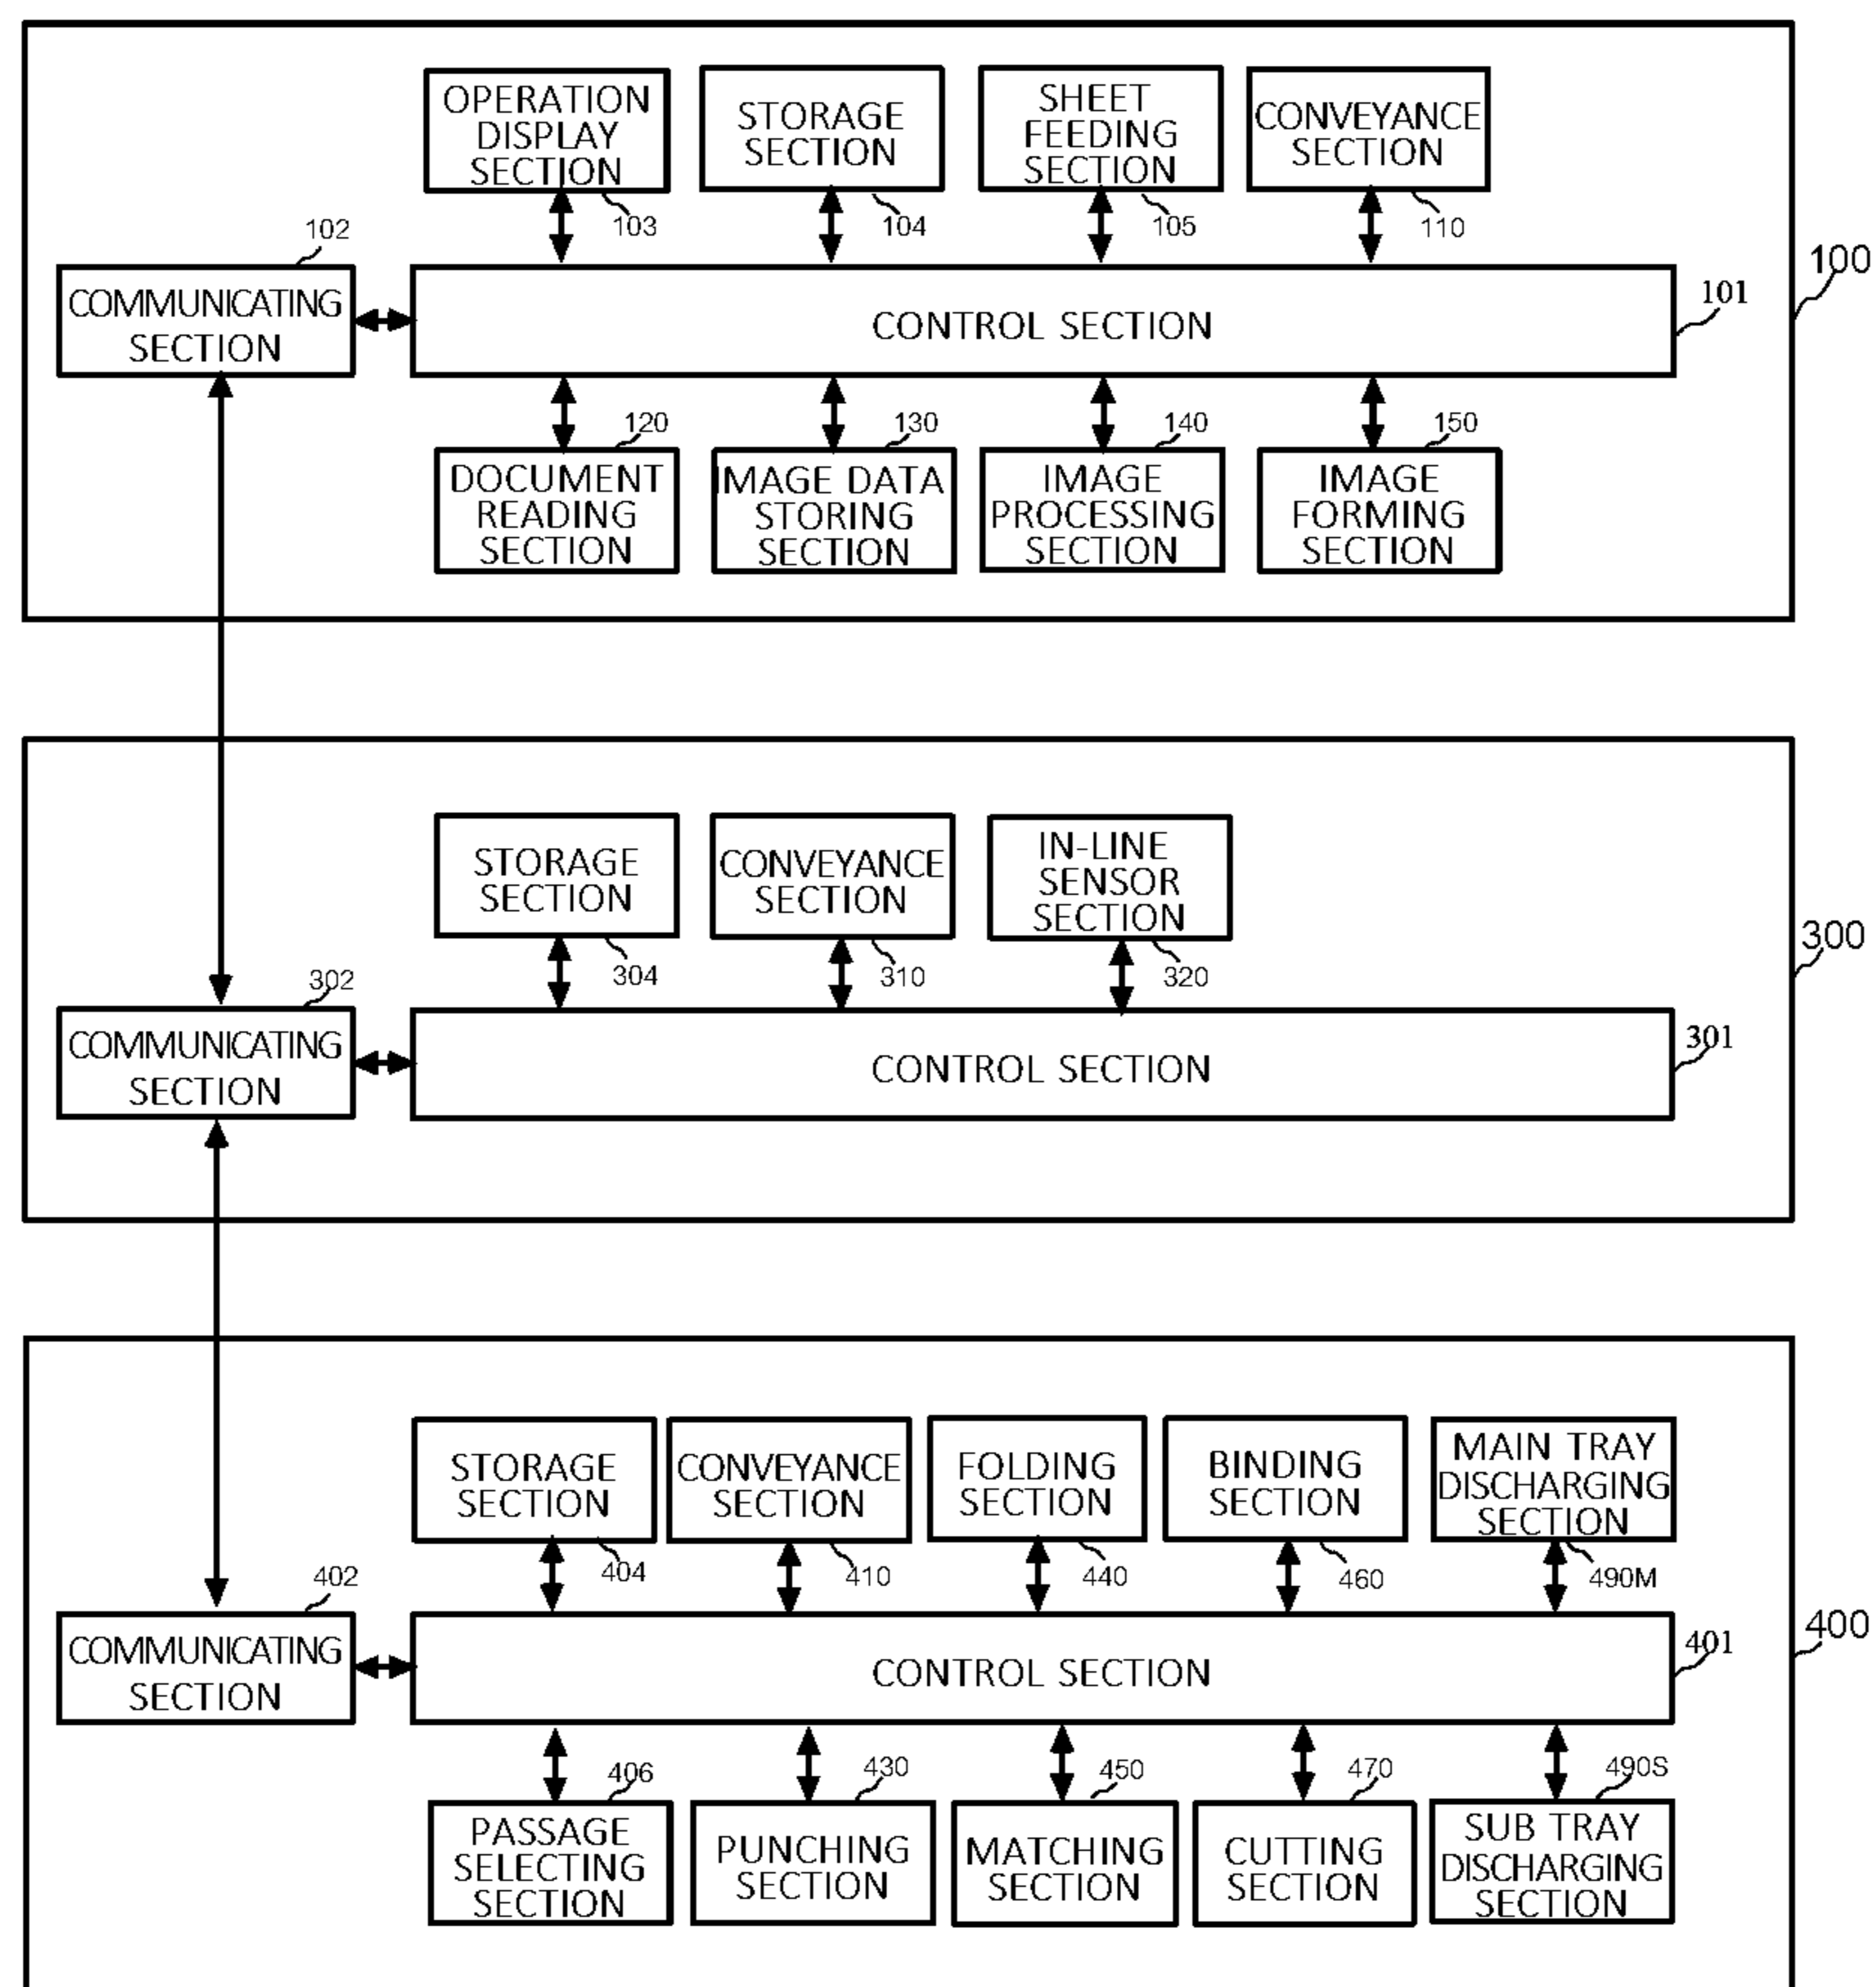 OPERATION
DISPLAY
SECTION
103
STORAGE
SECTION
104
SHEET
FEEDING
SECTION
105
CONVEYANCE
SECTION
110
102
COMMUNICATING
SECTION
CONTROL SECTION
101
100
120
DOCUMENT
READING
SECTION
130
IMAGE DATA
STORING
SECTION
140
IMAGE
PROCESSING
SECTION
150
IMAGE
FORMING
SECTION
STORAGE
SECTION
304
CONVEYANCE
SECTION
310
IN-LINE
SENSOR
SECTION
320
300
302
COMMUNICATING
SECTION
CONTROL SECTION
301
STORAGE
SECTION
404
CONVEYANCE
SECTION
410
FOLDING
SECTION
440
BINDING
SECTION
460
MAIN TRAY
DISCHARGING
SECTION
490M
402
COMMUNICATING
SECTION
CONTROL SECTION
401
400
406
PASSAGE
SELECTING
SECTION
430
PUNCHING
SECTION
450
MATCHING
SECTION
470
CUTTING
SECTION
490S
SUB TRAY
DISCHARGING
SECTION